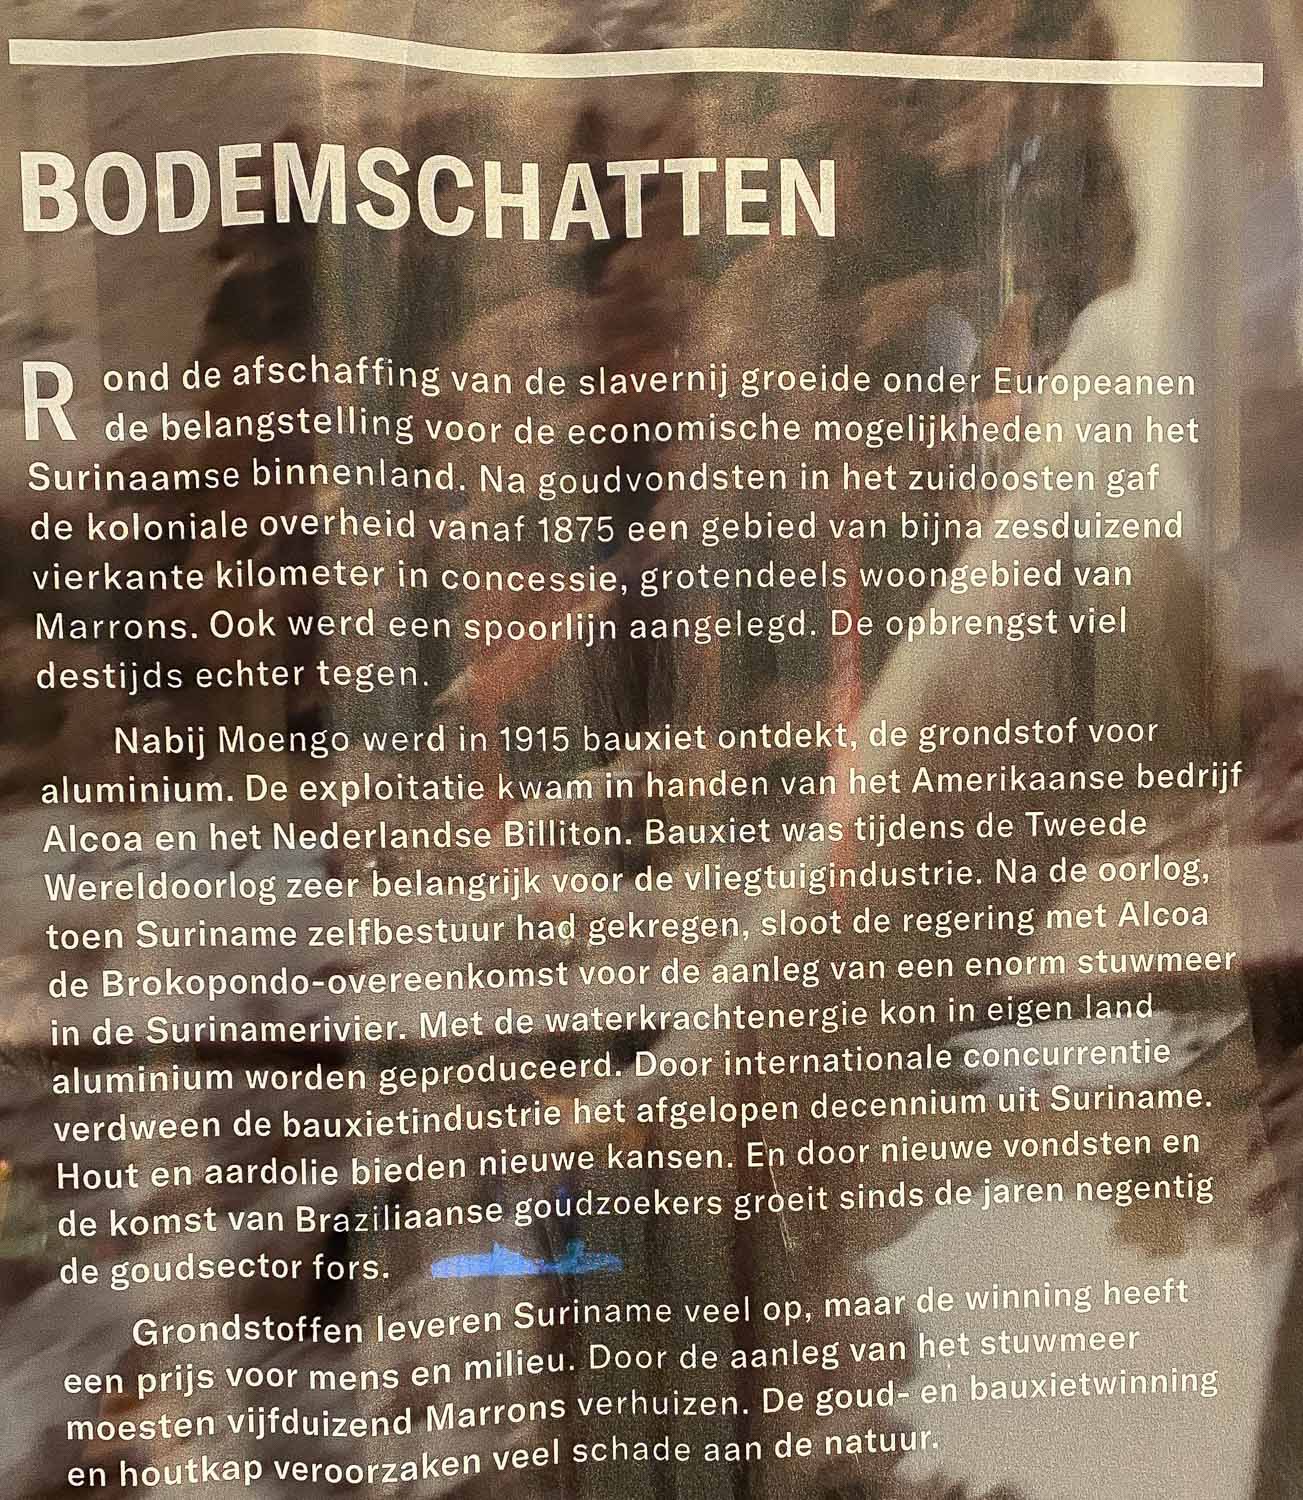 BODEMSCHATTEN
Rond de afschaffing van de slavernij groeide onder Europeanen
de belangstelling voor de economische mogelijkheden van het
Surinaamse binnenland. Na goudvondsten in het zuidoosten gaf
de koloniale overheid vanaf 1875 een gebied van bijna zesduizend
vierkante kilometer in concessie, grotendeels woongebied van
Marrons. Ook werd een spoorlijn aangelegd. De opbrengst viel
destijds echter tegen.
Nabij Moengo werd in 1915 bauxiet ontdekt, de grondstof voor
aluminium. De exploitatie kwam in handen van het Amerikaanse bedrijf
Alcoa en het Nederlandse Billiton. Bauxiet was tijdens de Tweede
Wereldoorlog zeer belangrijk voor de vliegtuigindustrie. Na de oorlog,
toen Suriname zelfbestuur had gekregen, sloot de regering met Alcoa
de Brokopondo-overeenkomst voor de aanleg van een enorm stuwmeer
in de Surinamerivier. Met de waterkrachtenergie kon in eigen land
aluminium worden geproduceerd. Door internationale concurrentie
verdween de bauxietindustrie het afgelopen decennium uit Suriname.
Hout en aardolie bieden nieuwe kansen. En door nieuwe vondsten en
de komst van Braziliaanse goudzoekers groeit sinds de jaren negentig
de goudsector fors.
Grondstoffen leveren Suriname veel op, maar de winning heeft
een prijs voor mens en milieu. Door de aanleg van het stuwmeer
moesten vijfduizend Marrons verhuizen. De goud- en bauxietwinning
en houtkap veroorzaken veel schade aan de natuur.